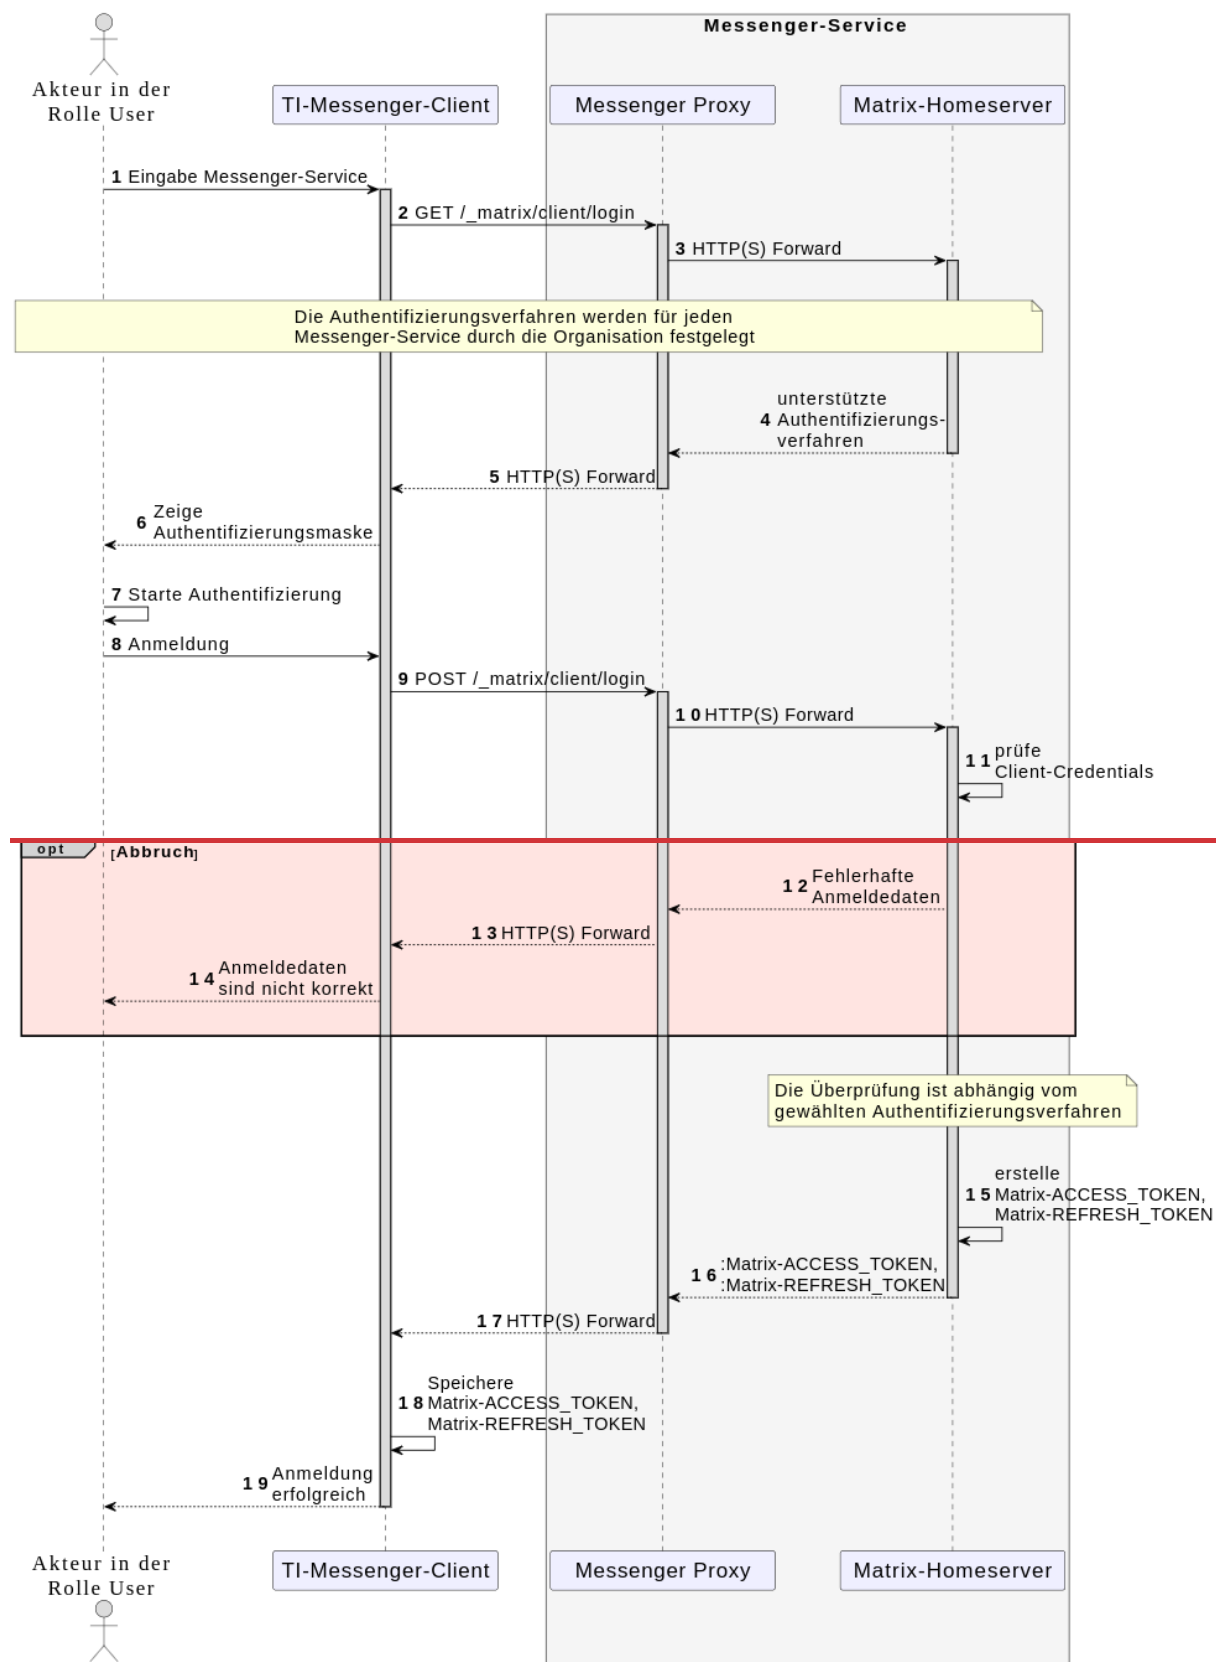 Messenger-Service
Akteur in der
Rolle User
TI-Messenger-Client
Messenger Proxy
Matrix-Homeserver
1 Eingabe Messenger-Service
2 GET /_matrix/client/login
3 HTTP(S) Forward
Die Authentifizierungsverfahren werden für jeden
Messenger-Service durch die Organisation festgelegt
unterstützte
4 Authentifizierungs-
verfahren
5 HTTP(S) Forward
6 Zeige
Authentifizierungsmaske
7 Starte Authentifizierung
8 Anmeldung
9 POST /_matrix/client/login
10 HTTP(S) Forward
11 prüfe
Client-Credentials
opt [Abbruch]
12 Fehlerhafte
Anmeldedaten
13 HTTP(S) Forward
14 Anmeldedaten
sind nicht korrekt
Die Überprüfung ist abhängig vom
gewählten Authentifizierungsverfahren
erstelle
15 Matrix-ACCESS_TOKEN,
Matrix-REFRESH_TOKEN
16 :Matrix-ACCESS_TOKEN,
:Matrix-REFRESH_TOKEN
17 HTTP(S) Forward
Speichere
18 Matrix-ACCESS_TOKEN,
Matrix-REFRESH_TOKEN
19 Anmeldung
erfolgreich
Akteur in der
Rolle User
TI-Messenger-Client
Messenger Proxy
Matrix-Homeserver